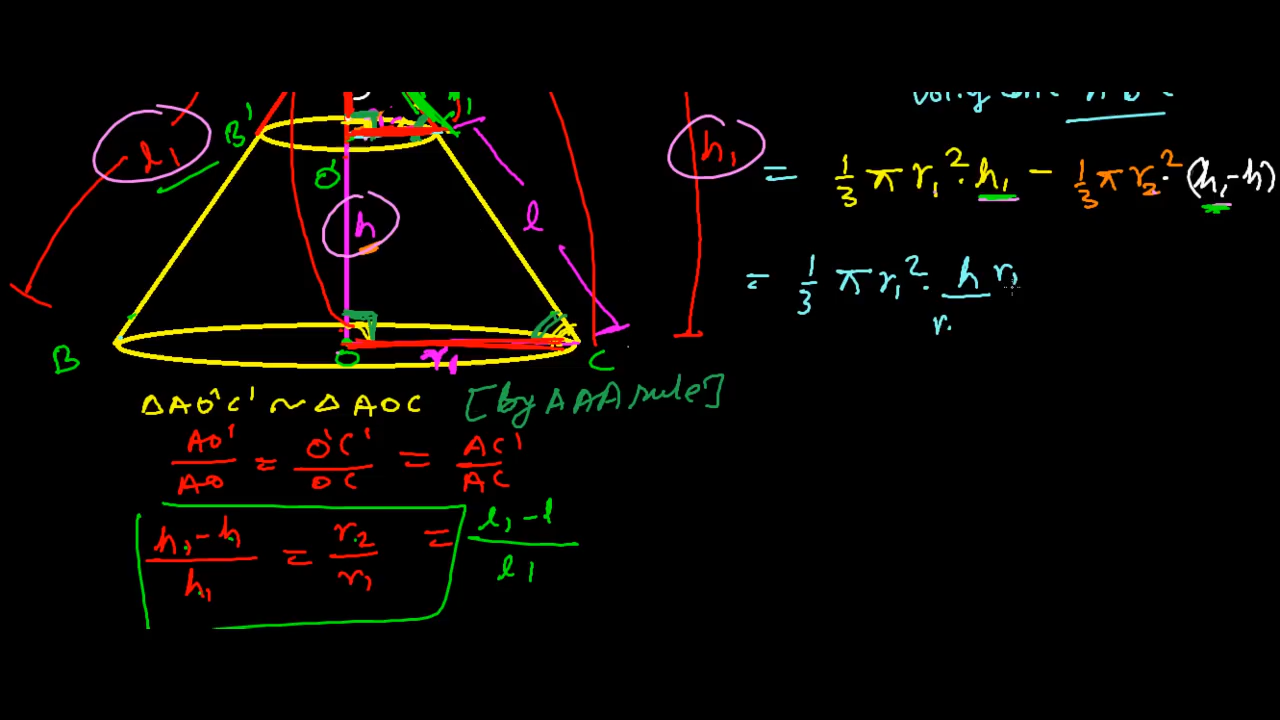 B'
l₁
O'
h
l
O
r₁
B
C
h₁
= 1/3 π r₁² · h₁ - 1/3 π r₂² · (h₁-h)
= 1/3 π r₁² · h r₁ / r.
ΔAO'C' ~ ΔAOC [by AAA rule]
AO'/AO = O'C'/OC = AC'/AC
h₁-h/h₁ = r₂/r₁ = l₁-l/l₁